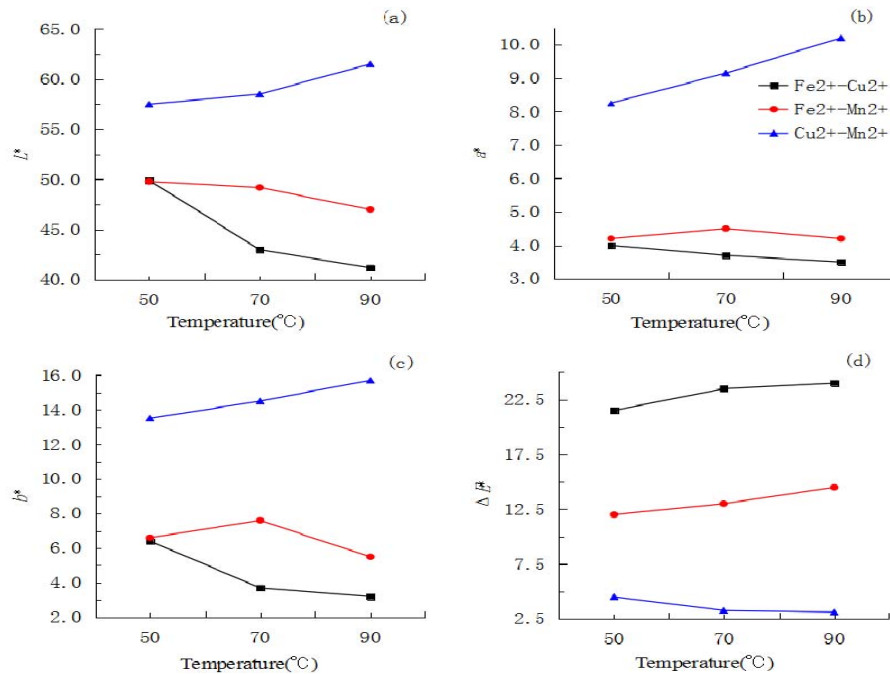 (a)
65.0
60.0
55.0
50.0
45.0
40.0
L*
50 70 90
Temperature(℃)
(b)
10.0
9.0
8.0
7.0
6.0
5.0
4.0
3.0
a*
Fe2+-Cu2+
Fe2+-Mn2+
Cu2+-Mn2+
50 70 90
Temperature(℃)
(c)
16.0
14.0
12.0
10.0
8.0
6.0
4.0
2.0
b*
50 70 90
Temperature(℃)
(d)
22.5
17.5
12.5
7.5
2.5
ΔE*
50 70 90
Temperature(℃)